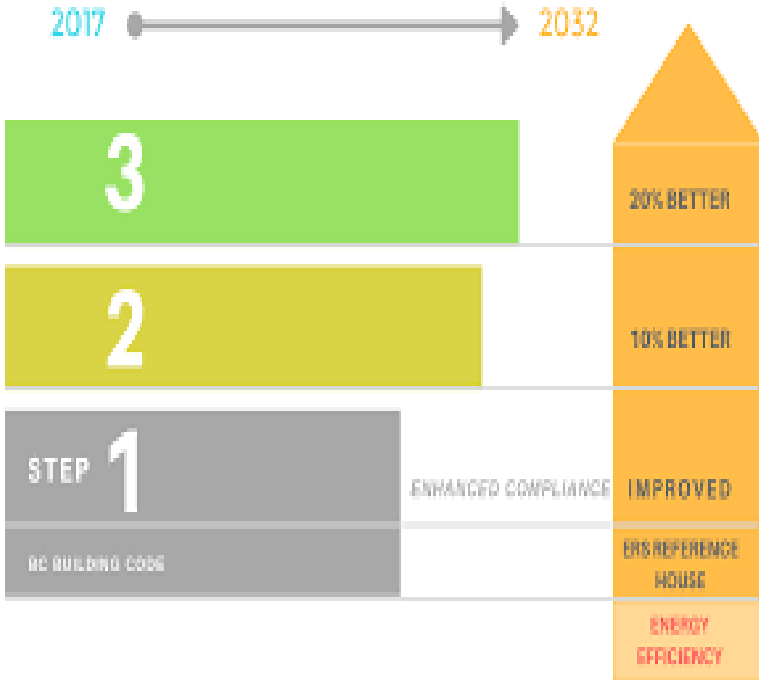 2017 2032
3 20% BETTER
2 10% BETTER
STEP 1 ENHANCED COMPLIANCE IMPROVED
BC BUILDING CODE
ERS REFERENCE
HOUSE
ENERGY
EFFICIENCY